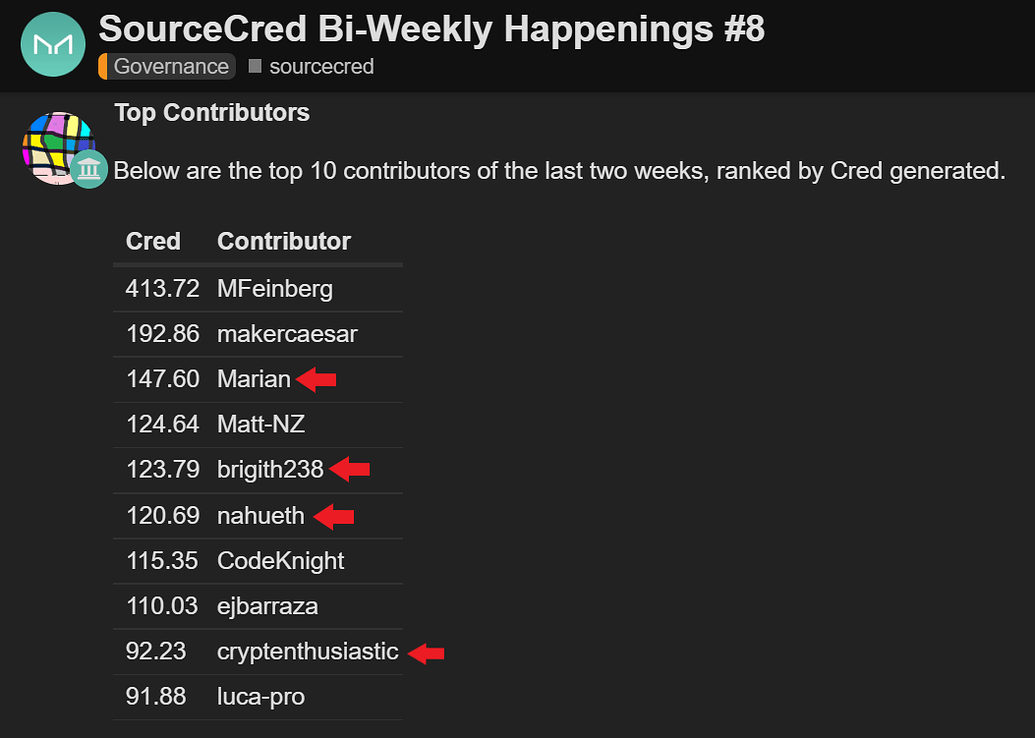 SourceCred Bi-Weekly Happenings #8
Governance sourcecred
Top Contributors
Below are the top 10 contributors of the last two weeks, ranked by Cred generated.
Cred Contributor
413.72 MFeinberg
192.86 makercaesar
147.60 Marian
124.64 Matt-NZ
123.79 brigith238
120.69 nahueth
115.35 CodeKnight
110.03 ejbarraza
92.23 cryptenthusiastic
91.88 luca-pro